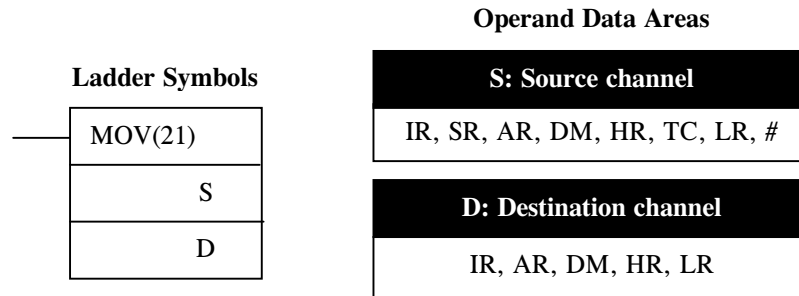 Operand Data Areas
Ladder Symbols
S: Source channel
MOV(21)
IR, SR, AR, DM, HR, TC, LR, #
S
D: Destination channel
D
IR, AR, DM, HR, LR